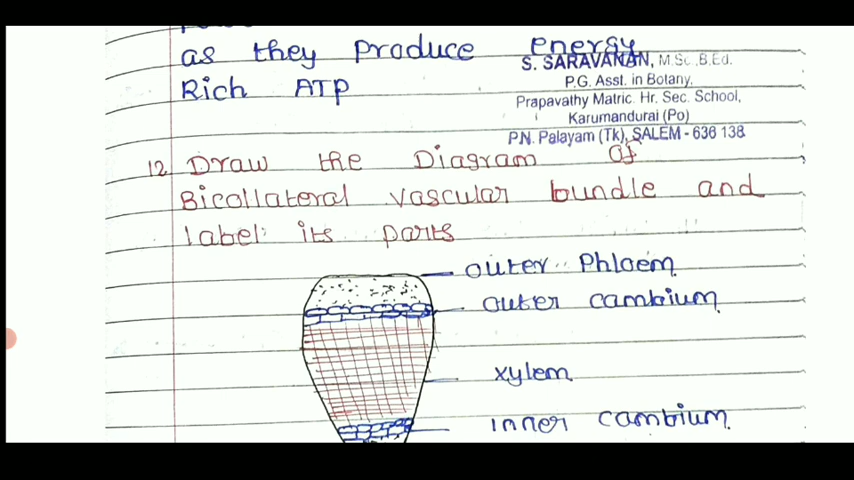 as they produce energy
Rich ATP
S. SARAVANAN, M.Sc.,B.Ed.
P.G. Asst. in Botany,
Prapavathy Matric. Hr. Sec. School,
Karumandurai (Po)
P.N. Palayam (Tk), SALEM - 636 138
12 Draw the Diagram of
Bicollateral vascular bundle and
label its parts
outer Phloem
outer cambium
xylem
inner cambium